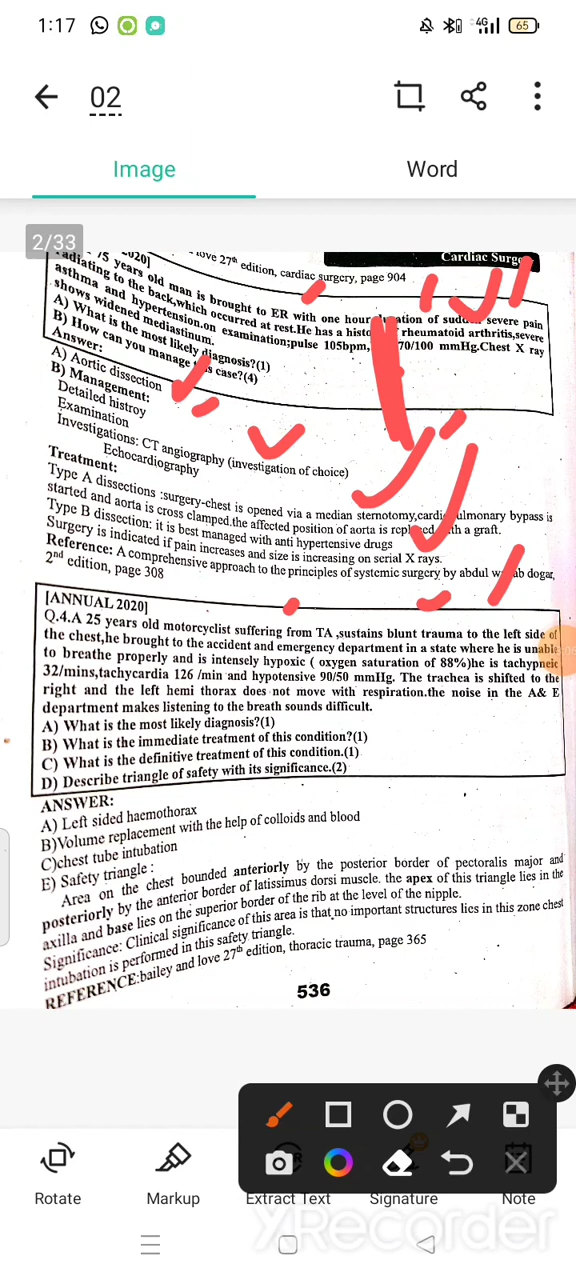 1:17
4G
65
02
Image
Word
2/33
love 27th edition, cardiac surgery, page 904
Cardiac Surge
2020]
75 years old man is brought to ER with one hour duration of sudden severe pain
radiating to the back,which occurred at rest.He has a histo rheumatoid arthritis,severe
asthma and hypertension.on examination;pulse 105bpm, 70/100 mmHg.Chest X ray
shows widened mediastinum.
A) What is the most likely diagnosis?(1)
B) How can you manage this case?(4)
Answer:
A) Aortic dissection
B) Management:
Detailed histroy
Examination
Investigations: CT angiography (investigation of choice)
Echocardiography
Treatment:
Type A dissections :surgery-chest is opened via a median sternotomy,cardiopulmonary bypass is
started and aorta is cross clamped.the affected position of aorta is replaced with a graft.
Type B dissection: it is best managed with anti hypertensive drugs
Surgery is indicated if pain increases and size is increasing on serial X rays.
Reference: A comprehensive approach to the principles of systemic surgery by abdul wahab dogar,
2nd edition, page 308
[ANNUAL 2020]
Q.4.A 25 years old motorcyclist suffering from TA ,sustains blunt trauma to the left side of
the chest,he brought to the accident and emergency department in a state where he is unable
to breathe properly and is intensely hypoxic ( oxygen saturation of 88%)he is tachypneic
32/mins,tachycardia 126 /min and hypotensive 90/50 mmHg. The trachea is shifted to the
right and the left hemi thorax does not move with respiration.the noise in the A& E
department makes listening to the breath sounds difficult.
A) What is the most likely diagnosis?(1)
B) What is the immediate treatment of this condition?(1)
C) What is the definitive treatment of this condition.(1)
D) Describe triangle of safety with its significance.(2)
ANSWER:
A) Left sided haemothorax
B)Volume replacement with the help of colloids and blood
C)chest tube intubation
E) Safety triangle :
Area on the chest bounded anteriorly by the posterior border of pectoralis major and
posteriorly by the anterior border of latissimus dorsi muscle. the apex of this triangle lies in the
axilla and base lies on the superior border of the rib at the level of the nipple.
Significance: Clinical significance of this area is that no important structures lies in this zone chest
intubation is performed in this safety triangle.
REFERENCE:bailey and love 27th edition, thoracic trauma, page 365
536
Rotate
Markup
Extract Text
Signature
Note
XRecorder